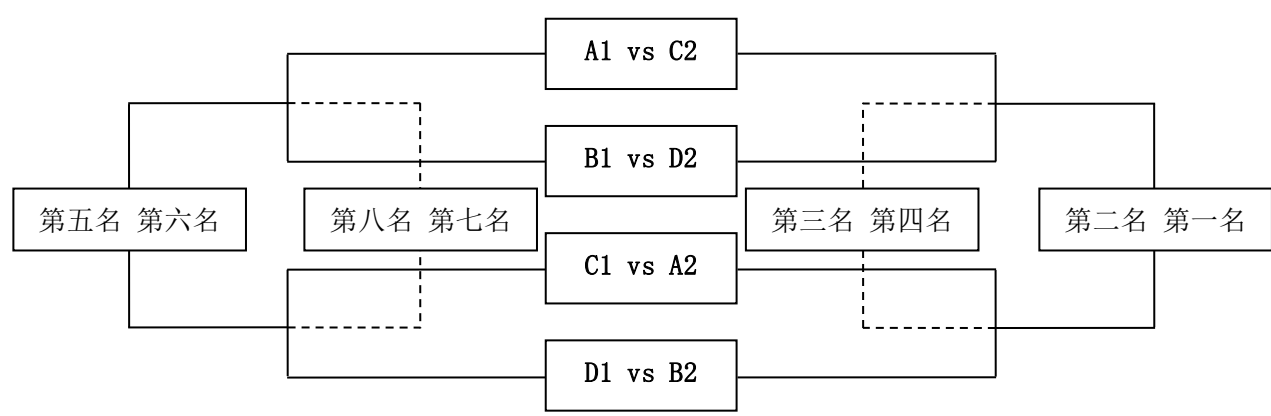 A1 vs C2
B1 vs D2
第五名 第六名
第八名 第七名
第三名 第四名
第二名 第一名
C1 vs A2
D1 vs B2